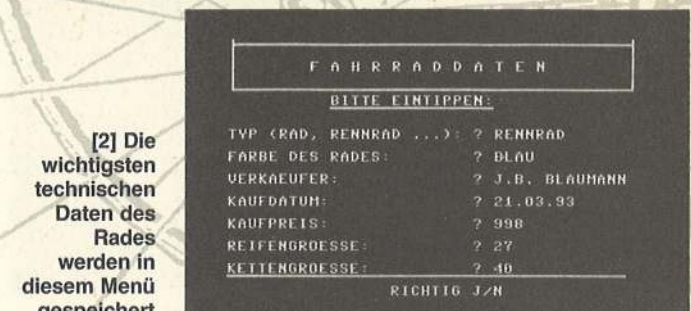 [2] Die
wichtigsten
technischen
Daten des
Rades
werden in
diesem Menü
gespeichert
F A H R R A D D A T E N
BITTE EINTIPPEN:
TYP (RAD, RENNRAD ...): ? RENNRAD
FARBE DES RADES: ? BLAU
VERKAEUFER: ? J.B. BLAUMANN
KAUFDATUM: ? 21.03.93
KAUFPREIS: ? 998
REIFENGROESSE: ? 27
KETTENGROESSE: ? 40
RICHTIG J/N